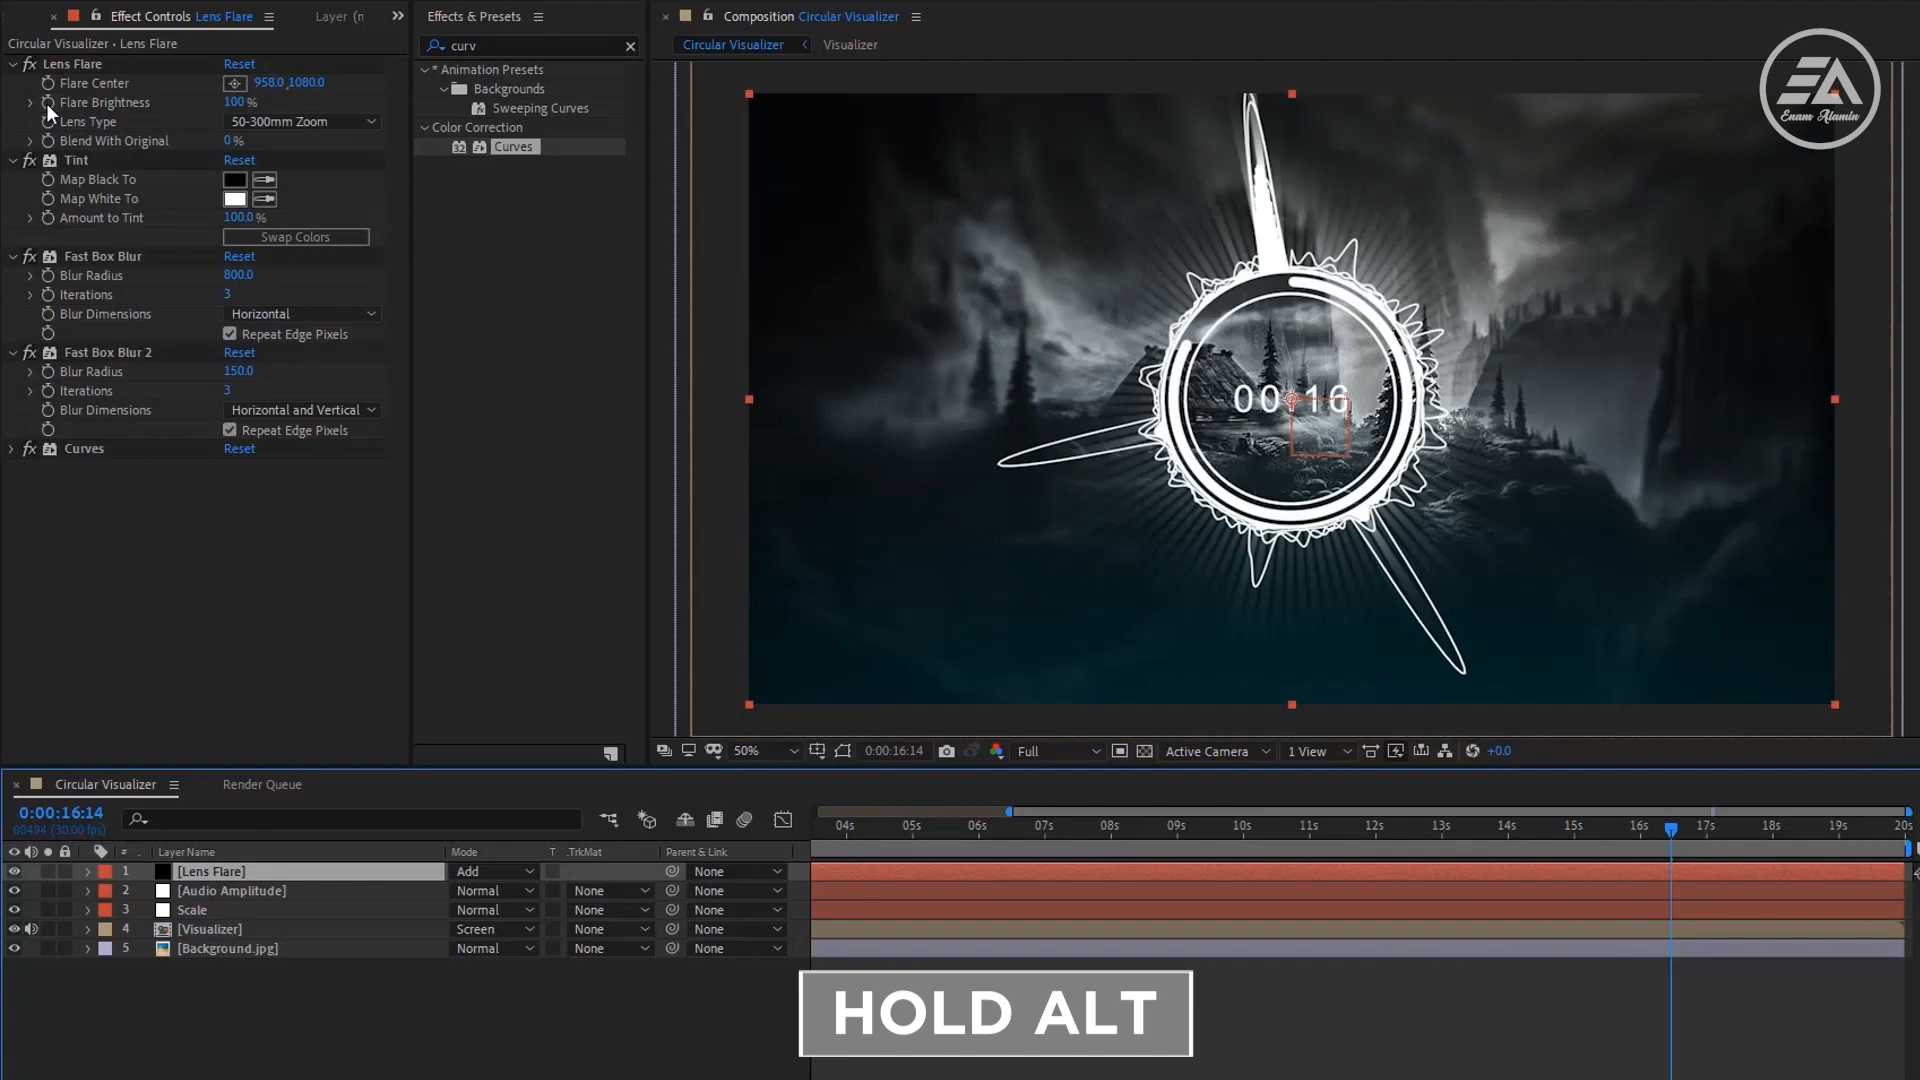 Effect Controls Lens Flare
Layer (n
Circular Visualizer • Lens Flare
fx Lens Flare Reset
Flare Center 958.0,1080.0
Flare Brightness 100 %
Lens Type 50-300mm Zoom
Blend With Original 0 %
fx Tint Reset
Map Black To
Map White To
Amount to Tint 100.0 %
Swap Colors
fx Fast Box Blur Reset
Blur Radius 800.0
Iterations 3
Blur Dimensions Horizontal
Repeat Edge Pixels
fx Fast Box Blur 2 Reset
Blur Radius 150.0
Iterations 3
Blur Dimensions Horizontal and Vertical
Repeat Edge Pixels
fx Curves Reset
Effects & Presets
curv
* Animation Presets
Backgrounds
Sweeping Curves
Color Correction
32 Curves
Composition Circular Visualizer
Circular Visualizer Visualizer
EA
Enam Alamin
00:16
50% 0:00:16:14 Full Active Camera 1 View +0.0
Circular Visualizer Render Queue
0:00:16:14
00494 (30.00 fps)
04s 05s 06s 07s 08s 09s 10s 11s 12s 13s 14s 15s 16s 17s 18s 19s 20s
# Layer Name Mode T .TrkMat Parent & Link
1 [Lens Flare] Add None
2 [Audio Amplitude] Normal None None
3 Scale Normal None None
4 [Visualizer] Screen None None
5 [Background.jpg] Normal None None
HOLD ALT